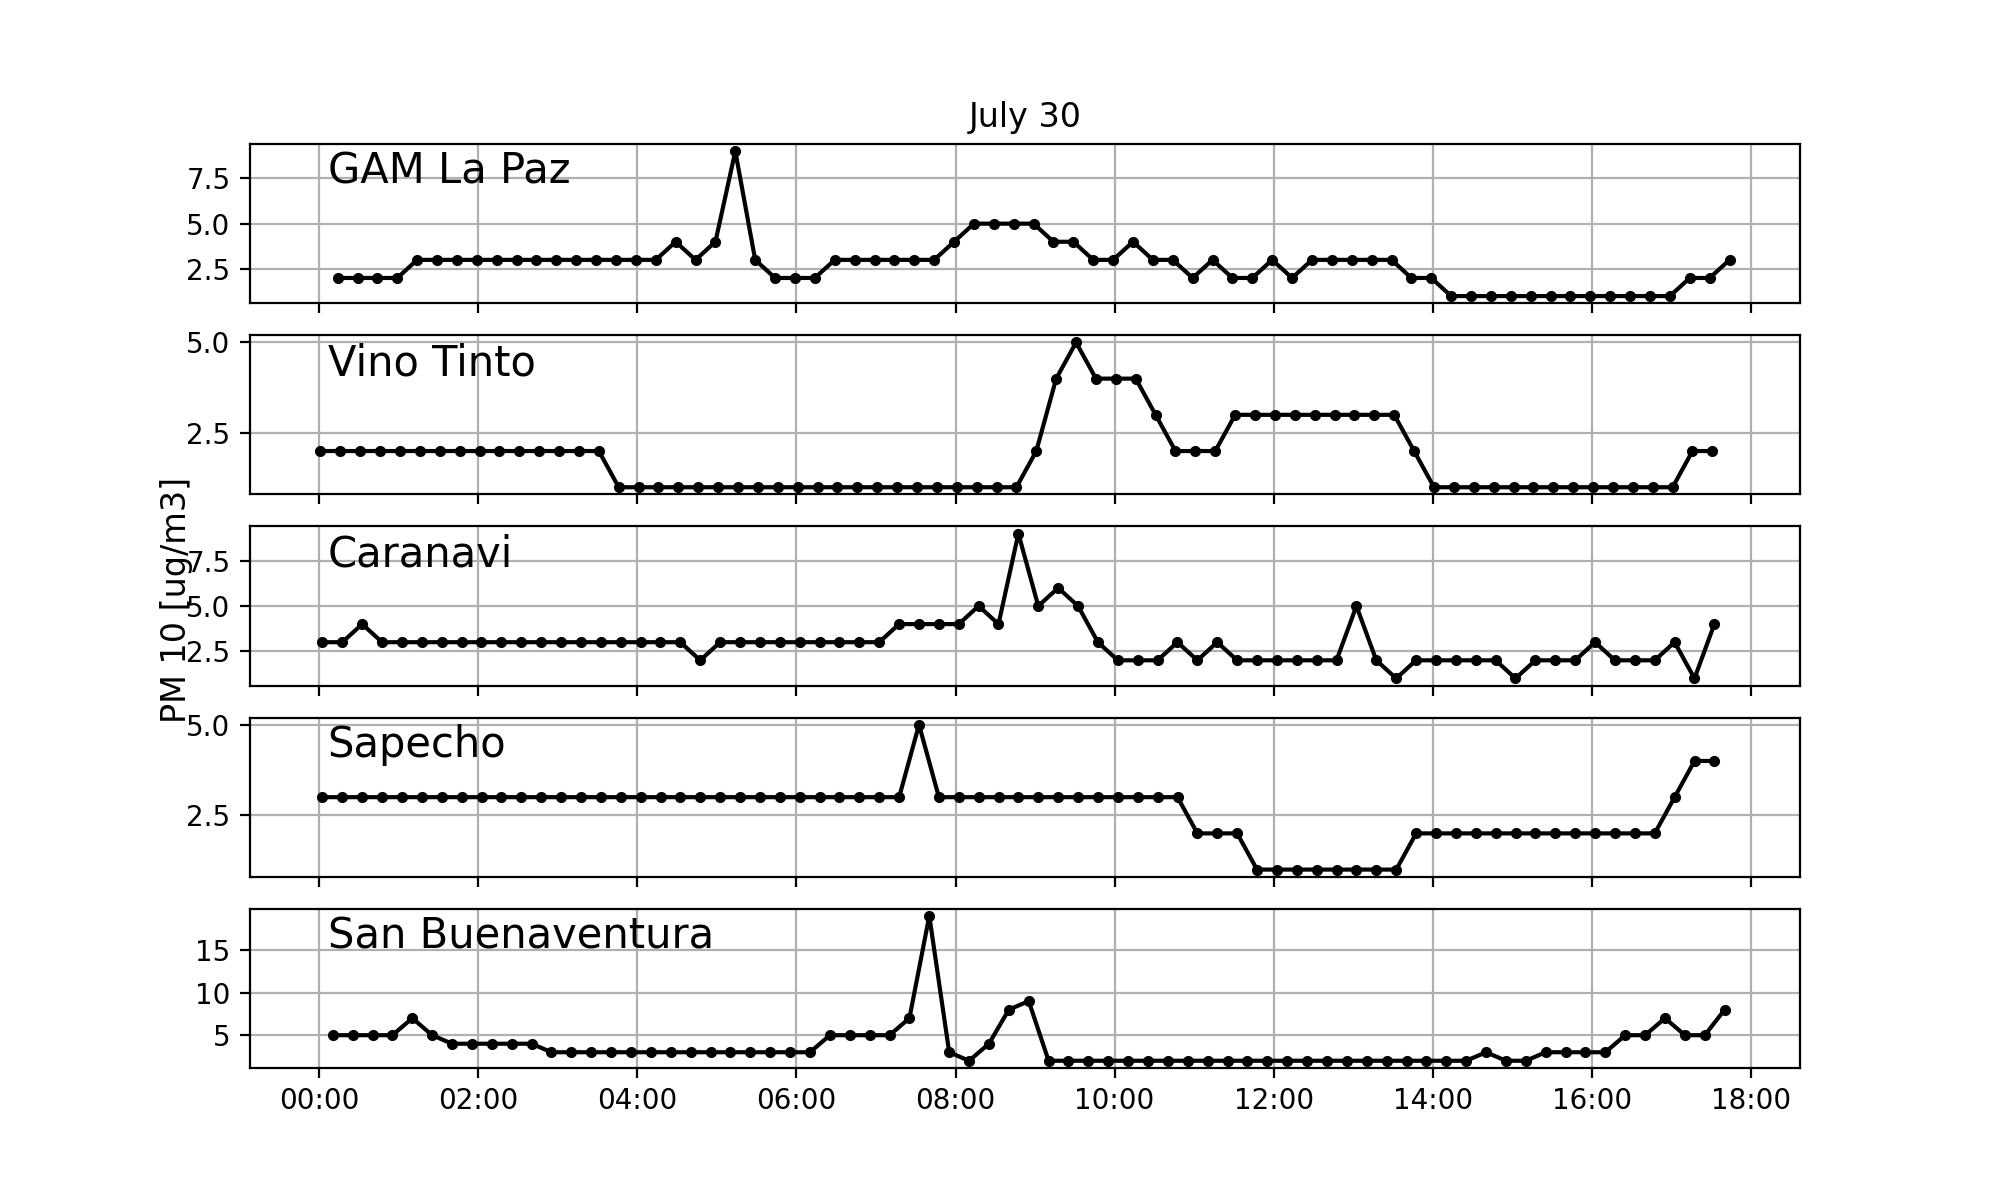 July 30
GAM La Paz
7.5
5.0
2.5
Vino Tinto
5.0
2.5
PM 10 [ug/m3]
Caranavi
7.5
5.0
2.5
Sapecho
5.0
2.5
San Buenaventura
15
10
5
00:00 02:00 04:00 06:00 08:00 10:00 12:00 14:00 16:00 18:00